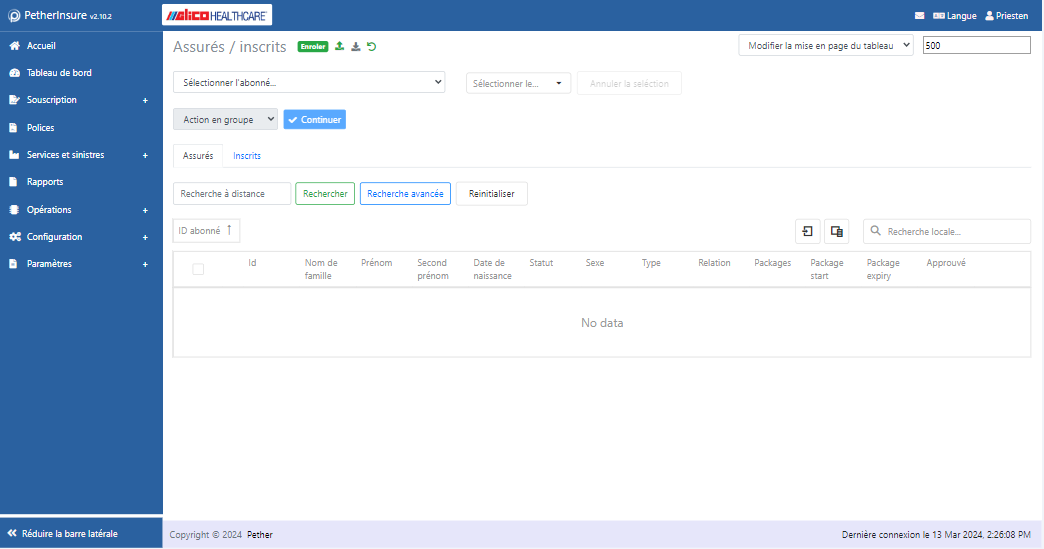 PetherInsure v2.10.2
alico HEALTHCARE
Langue
Priesten
Accueil
Tableau de bord
Souscription +
Polices
Services et sinistres +
Rapports
Opérations +
Configuration +
Paramètres +
Réduire la barre latérale
Assurés / inscrits
Enroler
Modifier la mise en page du tableau
500
Sélectionner l'abonné...
Sélectionner le...
Annuler la seléction
Action en groupe
Continuer
Assurés
Inscrits
Recherche à distance
Rechercher
Recherche avancée
Reinitialiser
ID abonné ↑
Recherche locale...
Id
Nom de
famille
Prénom
Second
prénom
Date de
naissance
Statut
Sexe
Type
Relation
Packages
Package
start
Package
expiry
Approuvé
No data
Copyright © 2024 Pether
Dernière connexion le 13 Mar 2024, 2:26:08 PM